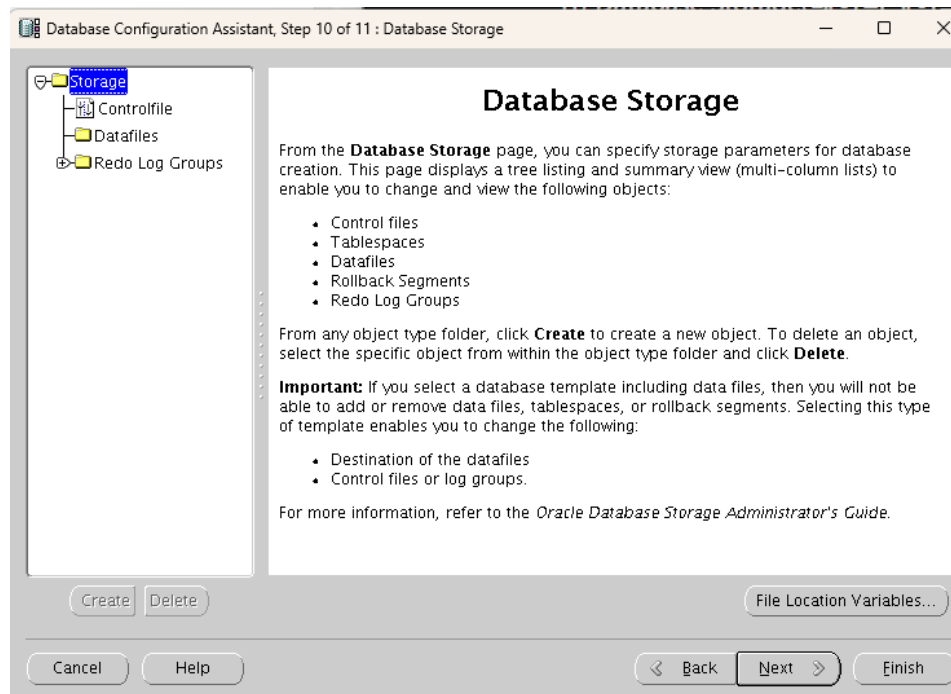 Database Configuration Assistant, Step 10 of 11 : Database Storage
Storage
Controlfile
Datafiles
Redo Log Groups
Database Storage
From the Database Storage page, you can specify storage parameters for database
creation. This page displays a tree listing and summary view (multi-column lists) to
enable you to change and view the following objects:
• Control files
• Tablespaces
• Datafiles
• Rollback Segments
• Redo Log Groups
From any object type folder, click Create to create a new object. To delete an object,
select the specific object from within the object type folder and click Delete.
Important: If you select a database template including data files, then you will not be
able to add or remove data files, tablespaces, or rollback segments. Selecting this type
of template enables you to change the following:
• Destination of the datafiles
• Control files or log groups.
For more information, refer to the Oracle Database Storage Administrator's Guide.
Create Delete
File Location Variables...
Cancel Help Back Next Finish